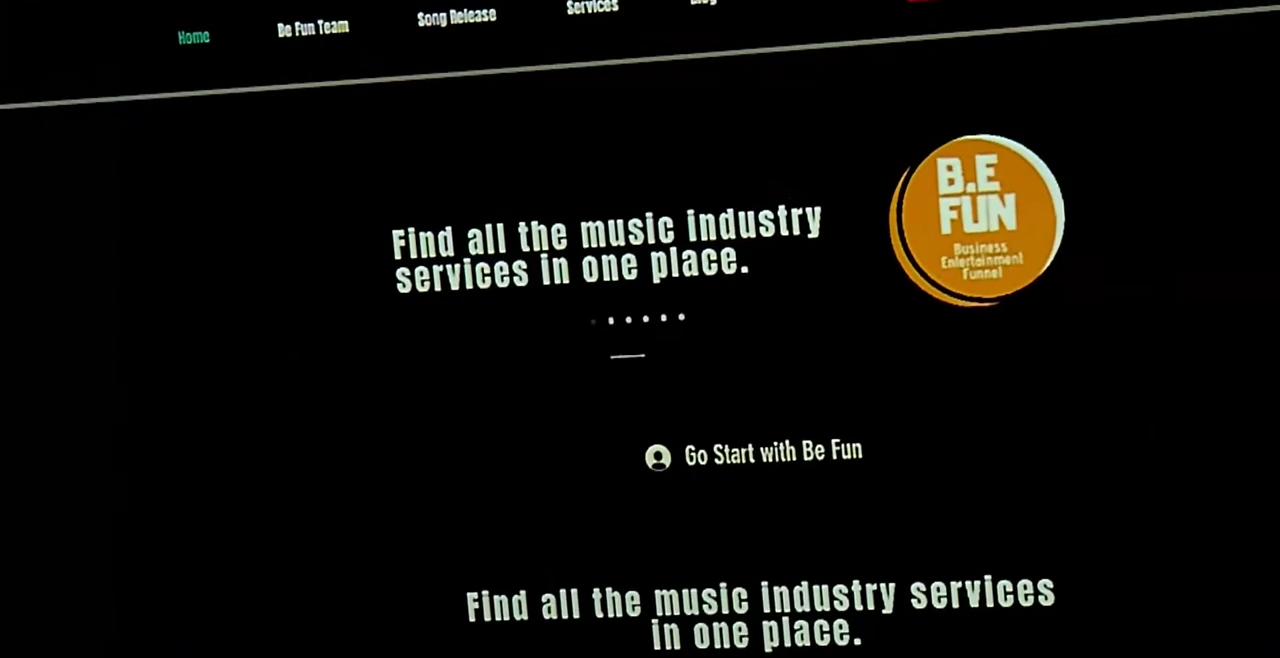 Home
Be Fun Team
Song Release
Services
Blog
B.E
FUN
Business
Entertainment
Funnel
Find all the music industry
services in one place.
Go Start with Be Fun
Find all the music industry services
in one place.